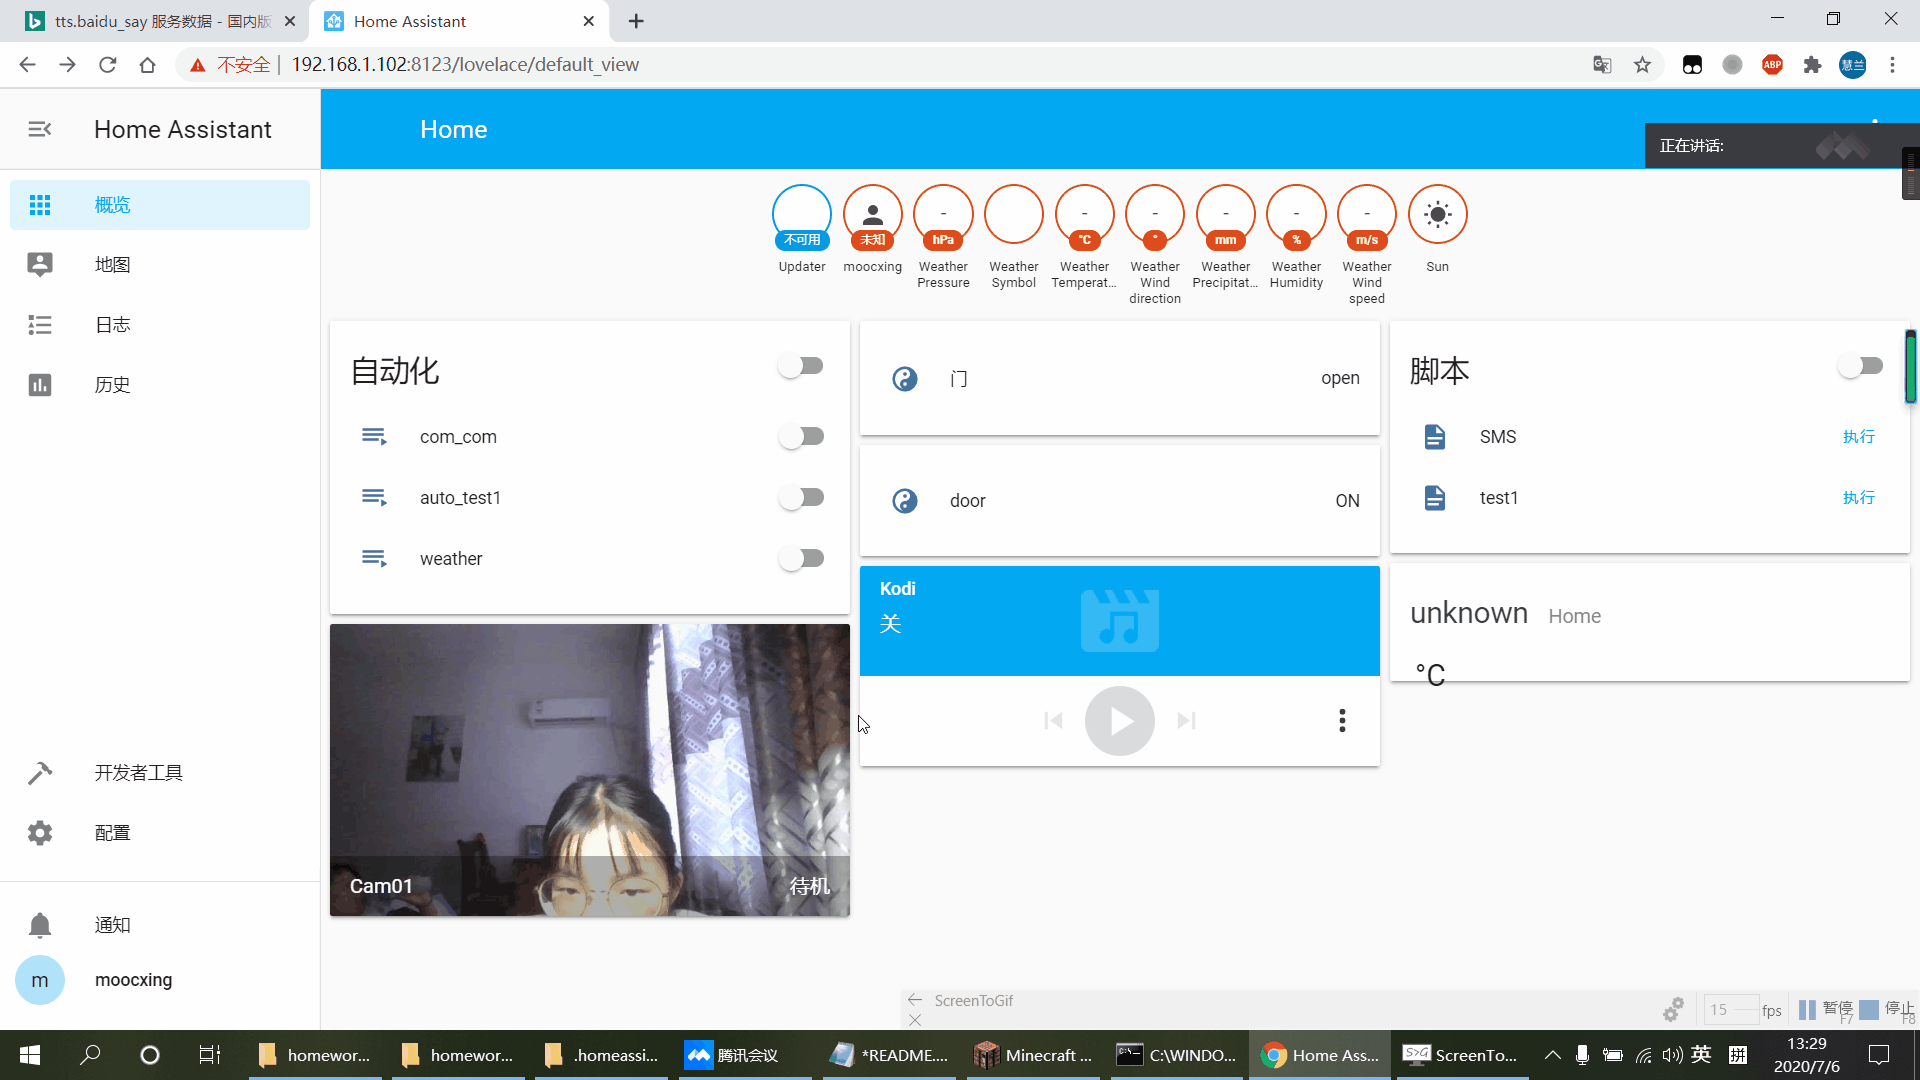 tts.baidu_say 服务数据 - 国内版
Home Assistant
不安全 | 192.168.1.102:8123/lovelace/default_view
ABP
慧兰
Home Assistant
Home
正在讲话:
概览
地图
日志
历史
开发者工具
配置
通知
m moocxing
不可用
Updater
未知
moocxing
-
hPa
Weather
Pressure
Weather
Symbol
-
°C
Weather
Temperat...
-
°
Weather
Wind
direction
-
mm
Weather
Precipitat...
-
%
Weather
Humidity
-
m/s
Weather
Wind
speed
Sun
自动化
com_com
auto_test1
weather
Cam01 待机
门 open
door ON
Kodi
关
脚本
SMS 执行
test1 执行
unknown Home
°C
ScreenToGif
15 fps 暂停 F7 停止 F8
homewor...
homewor...
.homeassi...
腾讯会议
*README....
Minecraft ...
C:\WINDO...
Home Ass...
S>G ScreenTo...
英
拼
13:29
2020/7/6